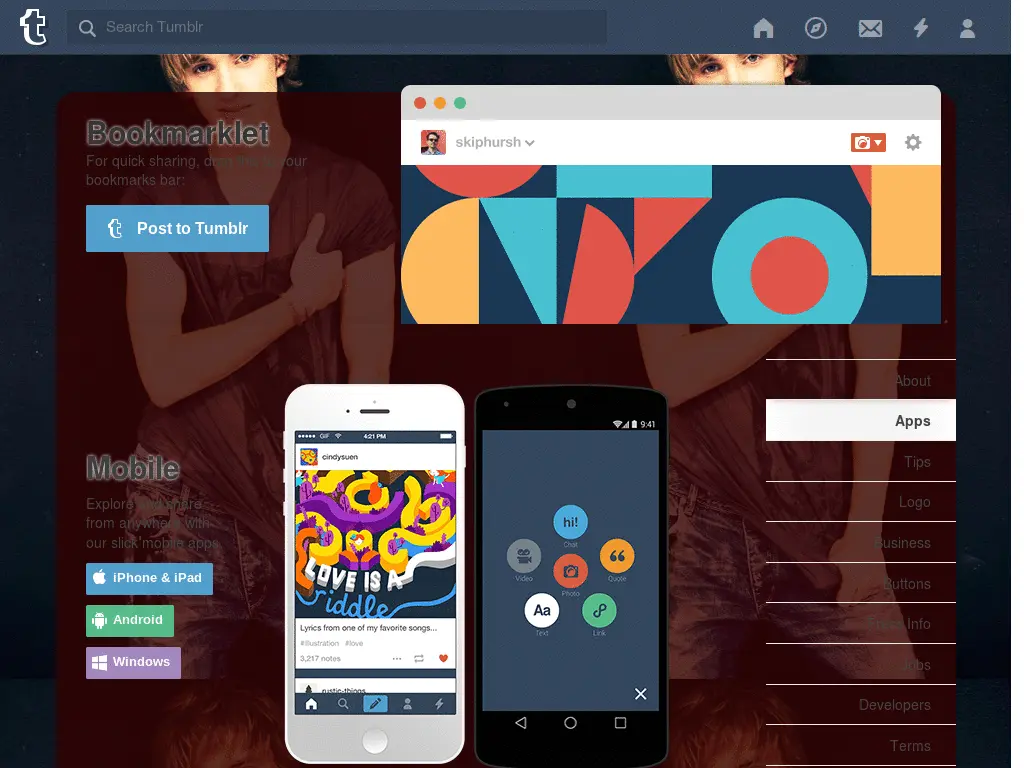 Search Tumblr
Bookmarklet
For quick sharing, drag this to your
bookmarks bar:
Post to Tumblr
skiphursh
Mobile
Explore and share
from anywhere with
our slick mobile apps
iPhone & iPad
Android
Windows
GIF
4:21 PM
cindysuen
LOVE IS A
riddle
Lyrics from one of my favorite songs...
#illustration #love
3,217 notes
rustic-things
9:41
hi!
Chat
Video
Quote
Photo
Aa
Text
Link
About
Apps
Tips
Logo
Business
Buttons
Press Info
Jobs
Developers
Terms